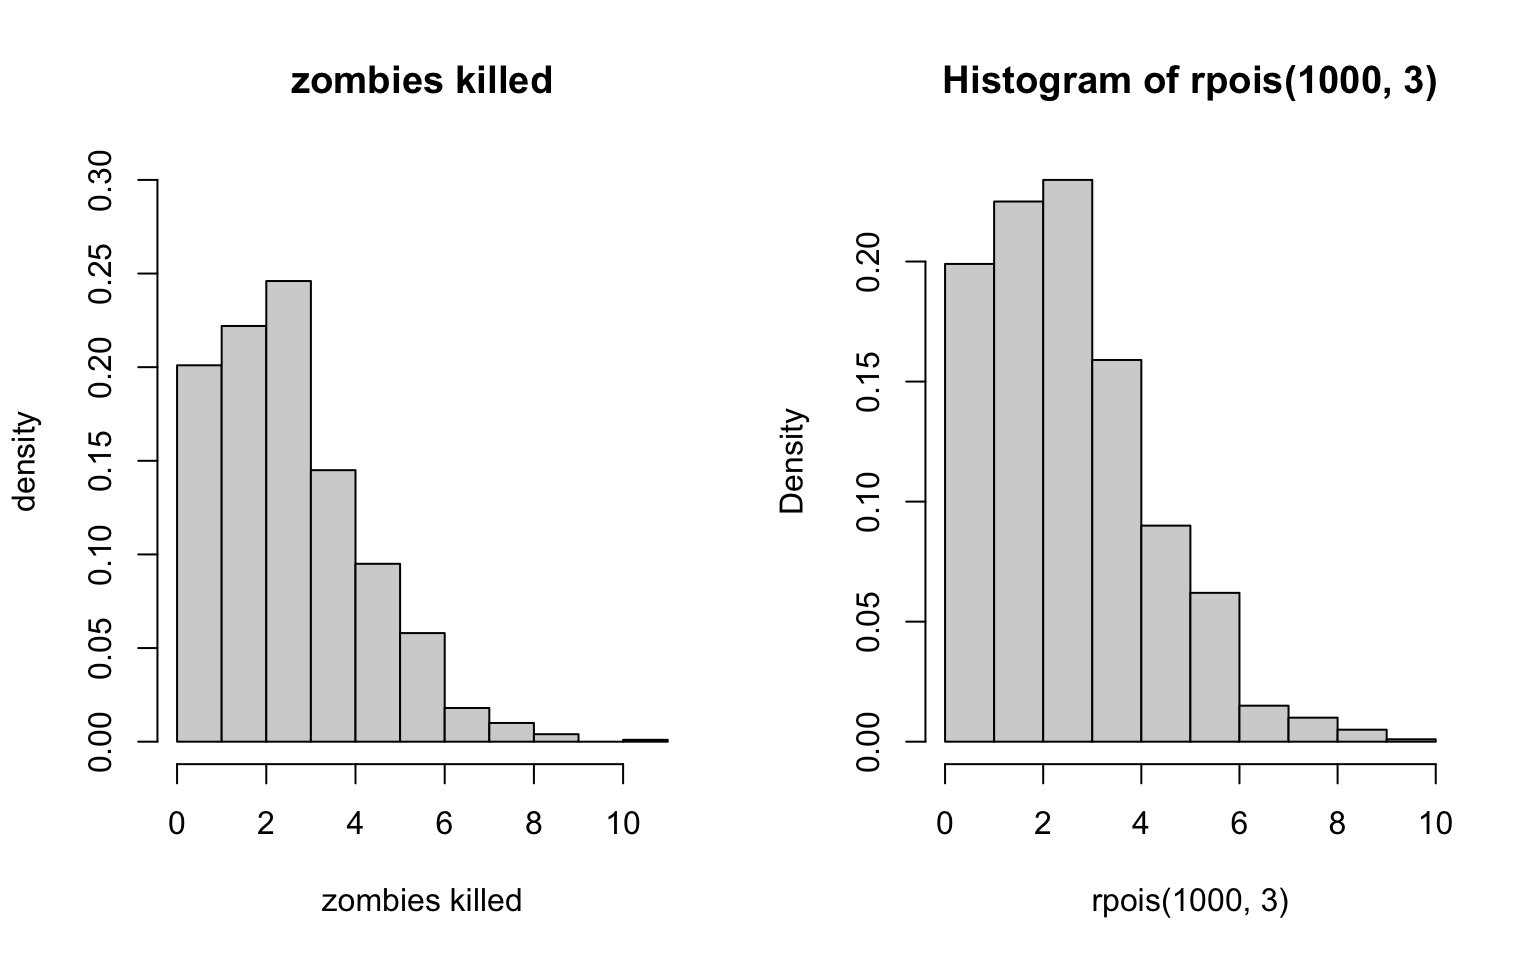 zombies killed
density
0.00
0.05
0.10
0.15
0.20
0.25
0.30
0 2 4 6 8 10
zombies killed
Histogram of rpois(1000, 3)
Density
0.00
0.05
0.10
0.15
0.20
0 2 4 6 8 10
rpois(1000, 3)